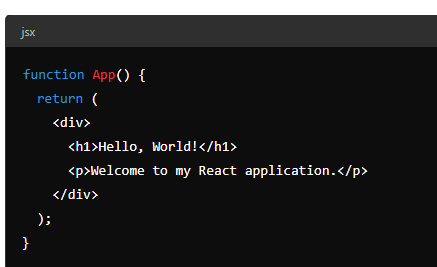 jsx
function App() {
  return (
    <div>
      <h1>Hello, World!</h1>
      <p>Welcome to my React application.</p>
    </div>
  );
}